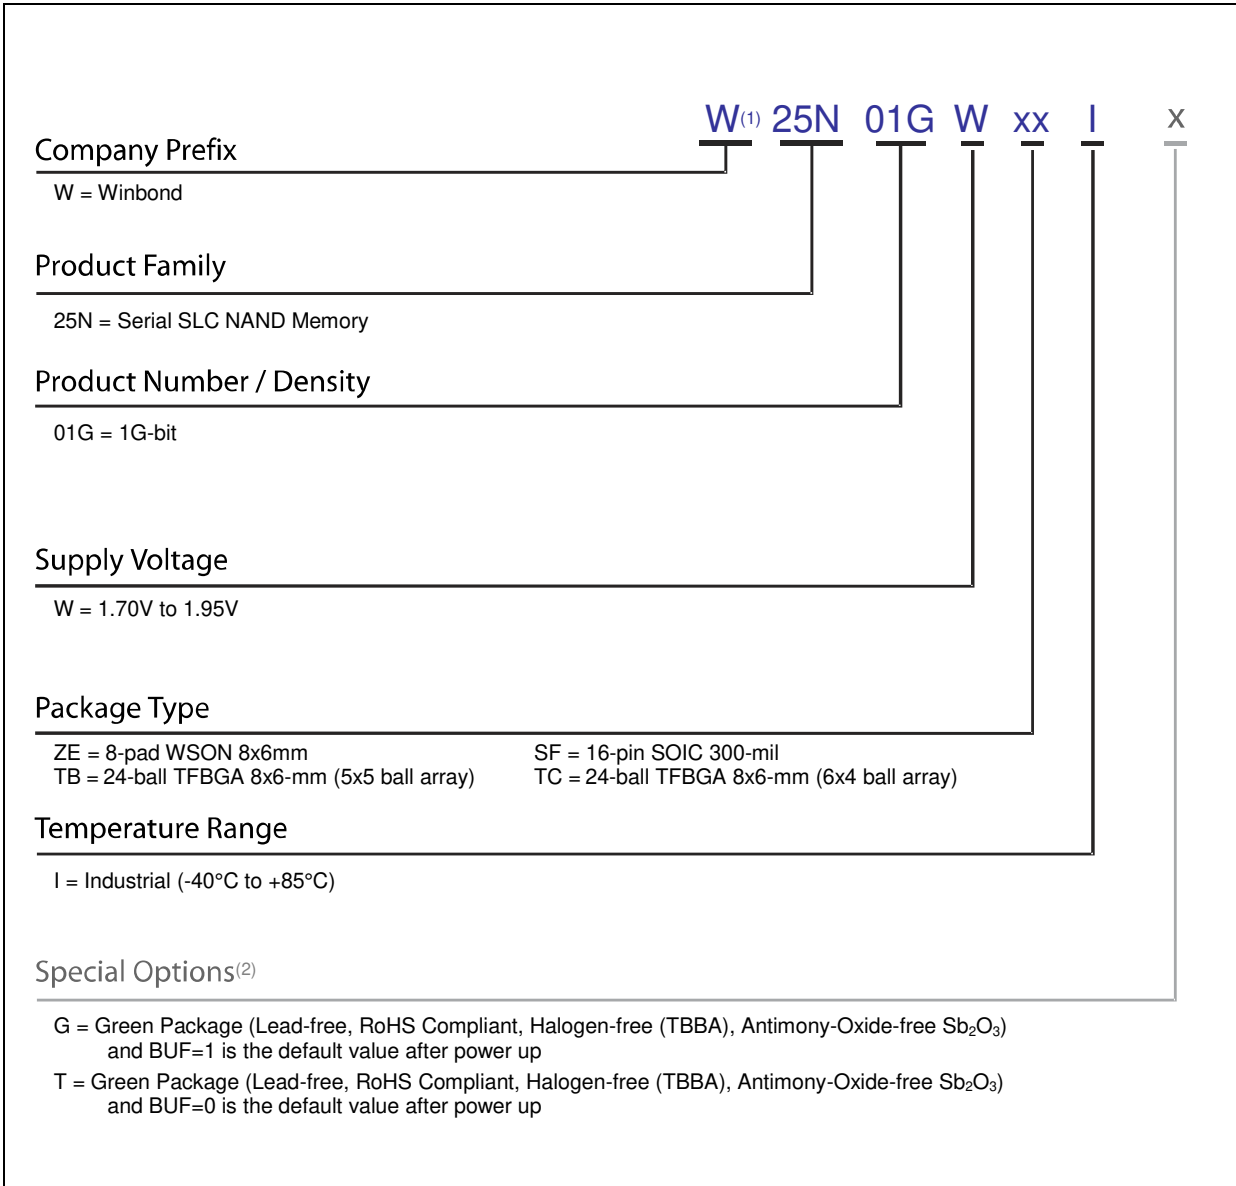 W(1) 25N 01G W xx I x
Company Prefix
W = Winbond
Product Family
25N = Serial SLC NAND Memory
Product Number / Density
01G = 1G-bit
Supply Voltage
W = 1.70V to 1.95V
Package Type
ZE = 8-pad WSON 8x6mm SF = 16-pin SOIC 300-mil
TB = 24-ball TFBGA 8x6-mm (5x5 ball array) TC = 24-ball TFBGA 8x6-mm (6x4 ball array)
Temperature Range
I = Industrial (-40°C to +85°C)
Special Options(2)
G = Green Package (Lead-free, RoHS Compliant, Halogen-free (TBBA), Antimony-Oxide-free Sb₂O₃)
and BUF=1 is the default value after power up
T = Green Package (Lead-free, RoHS Compliant, Halogen-free (TBBA), Antimony-Oxide-free Sb₂O₃)
and BUF=0 is the default value after power up